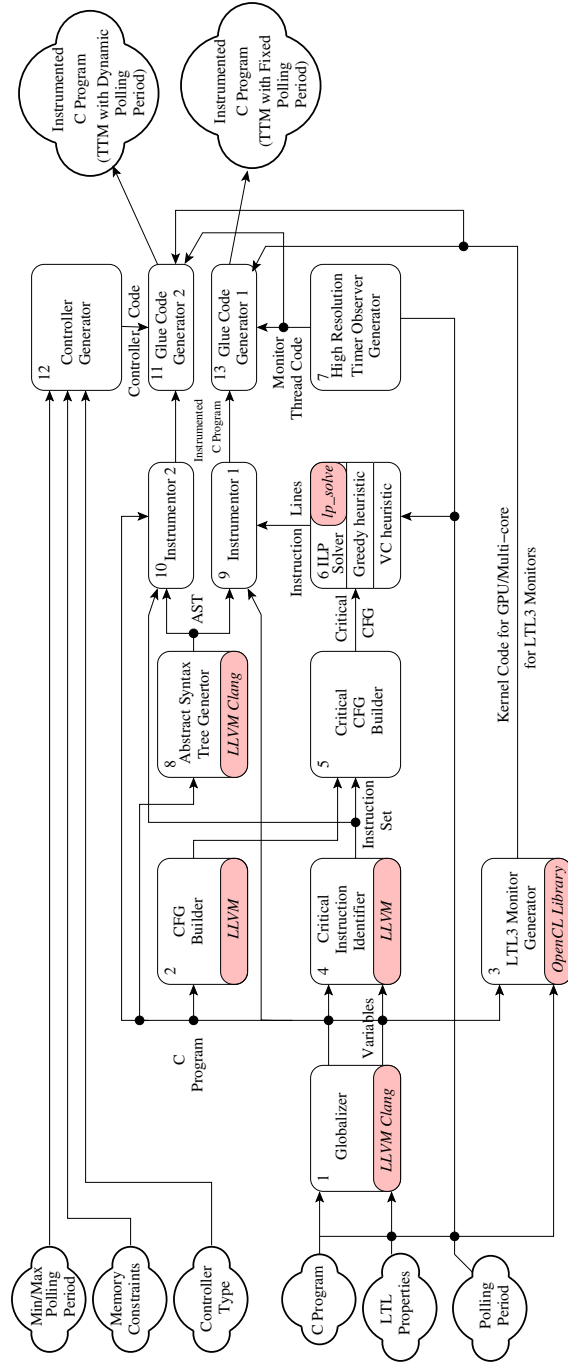 Min/Max
Polling
Period
Memory
Constraints
Controller
Type
C Program
LTL
Properties
Polling
Period
1
Globalizer
LLVM Clang
C
Program
Variables
2
CFG
Builder
LLVM
4
Critical
Instruction
Identifier
LLVM
3
LTL3 Monitor
Generator
OpenCL Library
Instruction
Set
8
Abstract Syntax
Tree Genertor
LLVM Clang
5
Critical
CFG
Builder
AST
Critical
CFG
10
Instrumentor 2
9
Instrumentor 1
Instruction Lines
6 ILP
Solver
lp_solve
Greedy heuristic
VC heuristic
Kernel Code for GPU/Multi−core
for LTL3 Monitors
Instrumented
C Program
12
Controller
Generator
Controller Code
11
Glue Code
Generator 2
13
Glue Code
Generator 1
Monitor
Thread Code
7
High Resolution
Timer Observer
Generator
Instrumented
C Program
(TTM with Dynamic
Polling
Period)
Instrumented
C Program
(TTM with Fixed
Polling
Period)